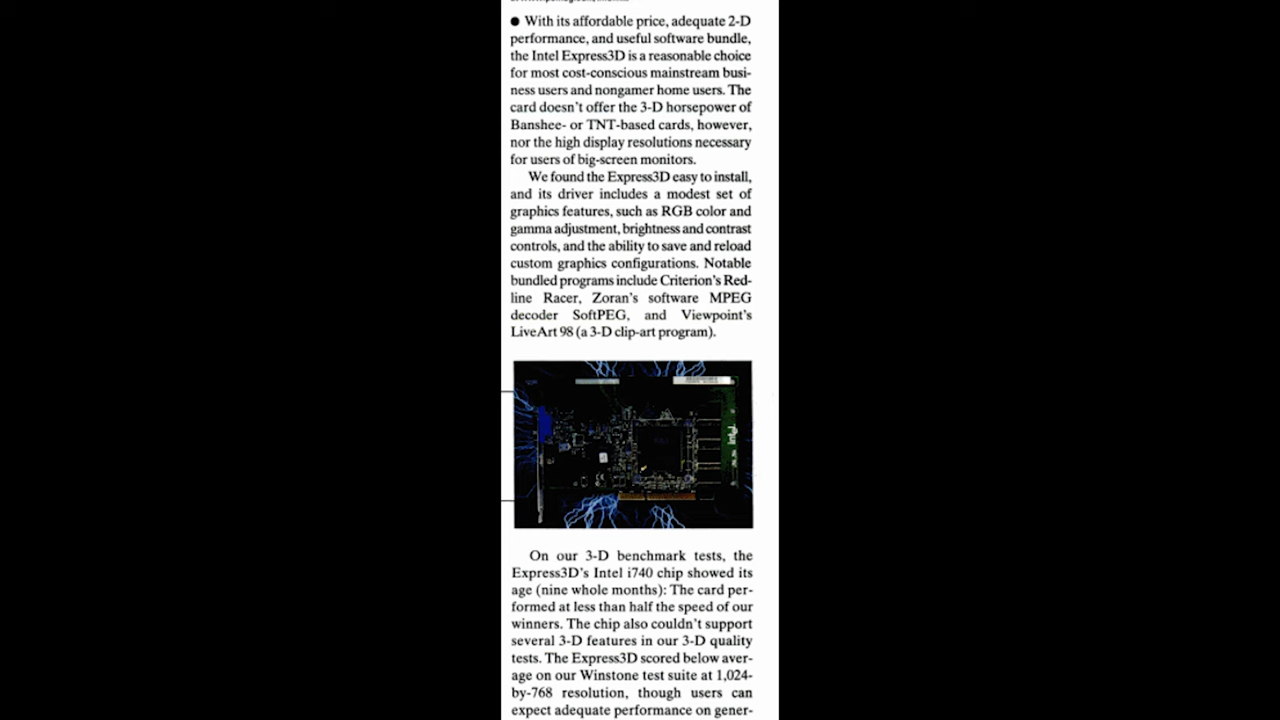 ● With its affordable price, adequate 2-D
performance, and useful software bundle,
the Intel Express3D is a reasonable choice
for most cost-conscious mainstream busi-
ness users and nongamer home users. The
card doesn't offer the 3-D horsepower of
Banshee- or TNT-based cards, however,
nor the high display resolutions necessary
for users of big-screen monitors.
We found the Express3D easy to install,
and its driver includes a modest set of
graphics features, such as RGB color and
gamma adjustment, brightness and contrast
controls, and the ability to save and reload
custom graphics configurations. Notable
bundled programs include Criterion's Red-
line Racer, Zoran's software MPEG
decoder SoftPEG, and Viewpoint's
LiveArt 98 (a 3-D clip-art program).
intel
On our 3-D benchmark tests, the
Express3D's Intel i740 chip showed its
age (nine whole months): The card per-
formed at less than half the speed of our
winners. The chip also couldn't support
several 3-D features in our 3-D quality
tests. The Express3D scored below aver-
age on our Winstone test suite at 1,024-
by-768 resolution, though users can
expect adequate performance on gener-